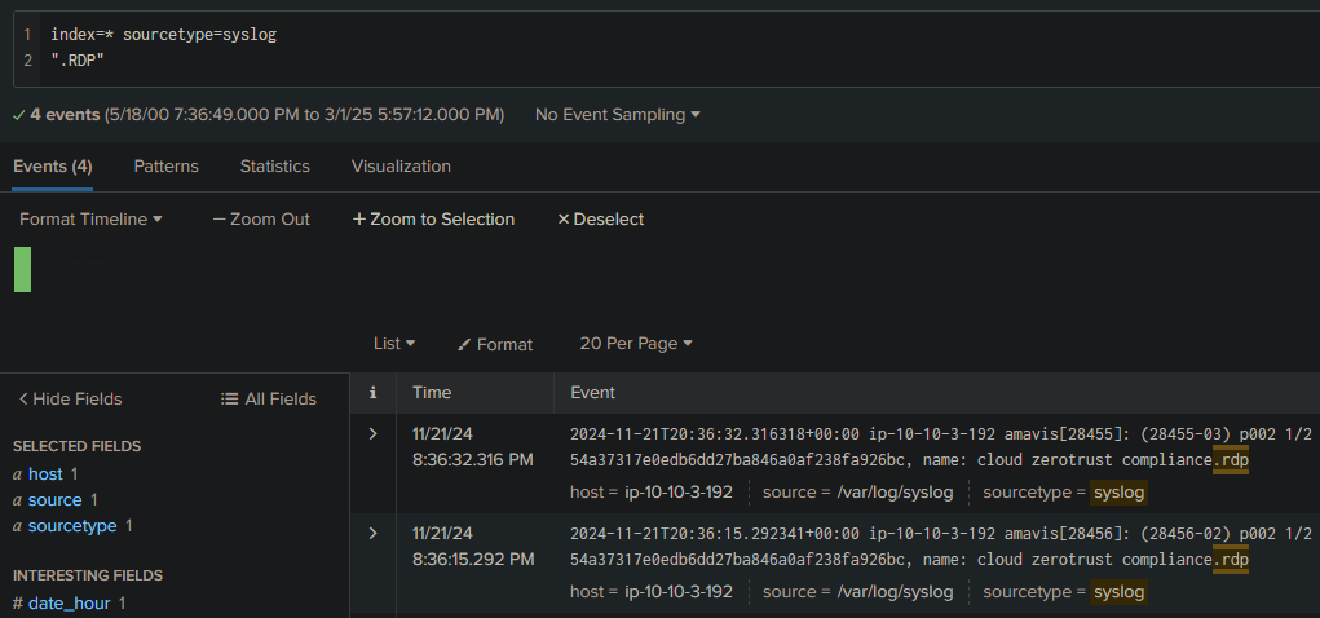 1 index=* sourcetype=syslog
2 ".RDP"
✓ 4 events (5/18/00 7:36:49.000 PM to 3/1/25 5:57:12.000 PM) No Event Sampling ▾
Events (4) Patterns Statistics Visualization
Format Timeline ▾ — Zoom Out + Zoom to Selection × Deselect
List ▾ Format 20 Per Page ▾
< Hide Fields All Fields
i Time Event
SELECTED FIELDS
a host 1
a source 1
a sourcetype 1
INTERESTING FIELDS
# date_hour 1
> 11/21/24 2024-11-21T20:36:32.316318+00:00 ip-10-10-3-192 amavis[28455]: (28455-03) p002 1/2
8:36:32.316 PM 54a37317e0edb6dd27ba846a0af238fa926bc, name: cloud zerotrust compliance.rdp
host = ip-10-10-3-192 source = /var/log/syslog sourcetype = syslog
> 11/21/24 2024-11-21T20:36:15.292341+00:00 ip-10-10-3-192 amavis[28456]: (28456-02) p002 1/2
8:36:15.292 PM 54a37317e0edb6dd27ba846a0af238fa926bc, name: cloud zerotrust compliance.rdp
host = ip-10-10-3-192 source = /var/log/syslog sourcetype = syslog